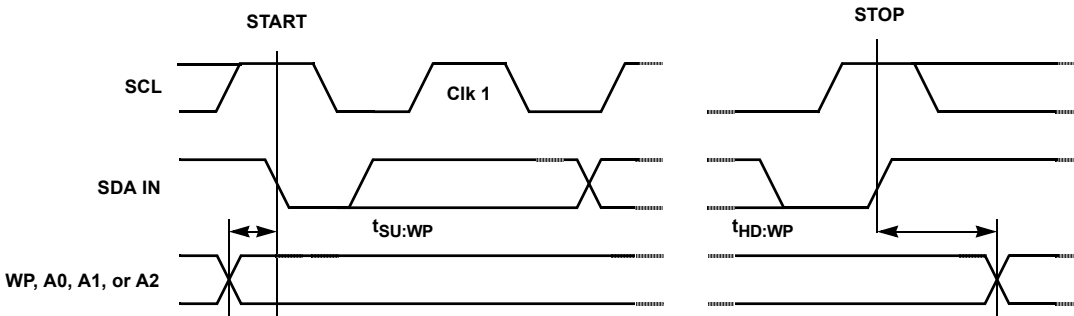 START
STOP
SCL
Clk 1
SDA IN
tSU:WP
tHD:WP
WP, A0, A1, or A2